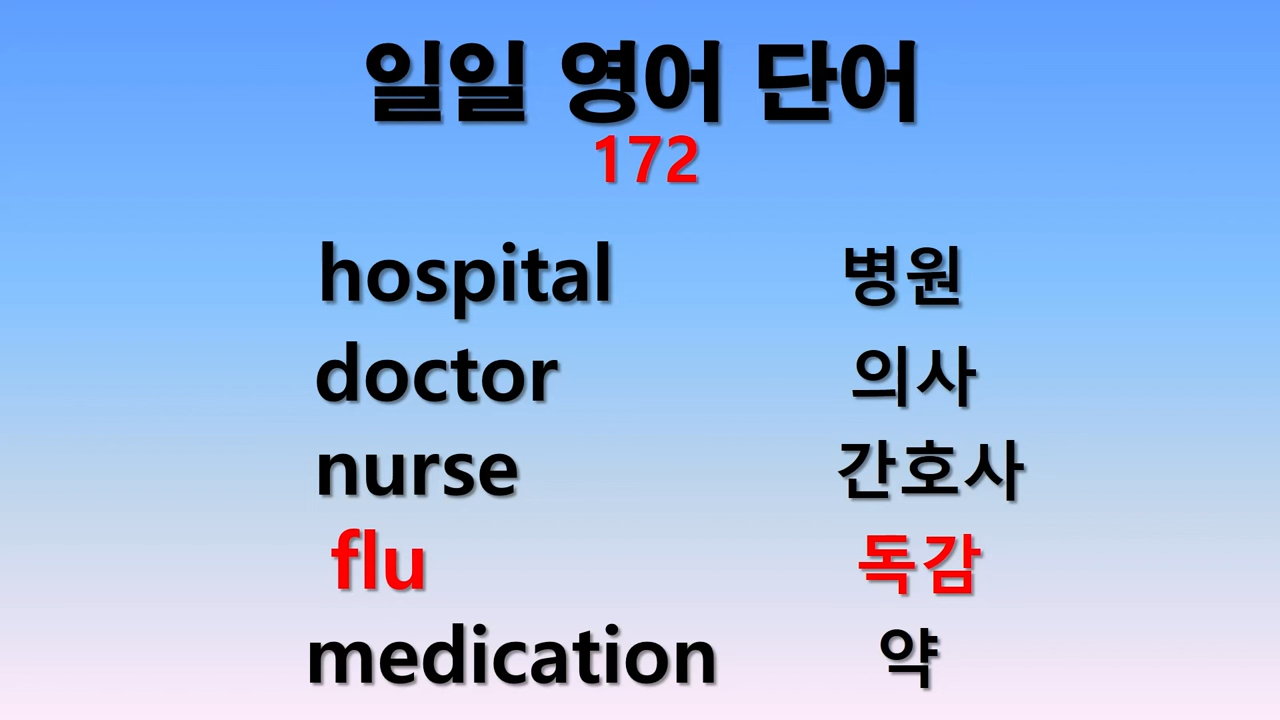 일일 영어 단어
172
hospital 병원
doctor 의사
nurse 간호사
flu 독감
medication 약